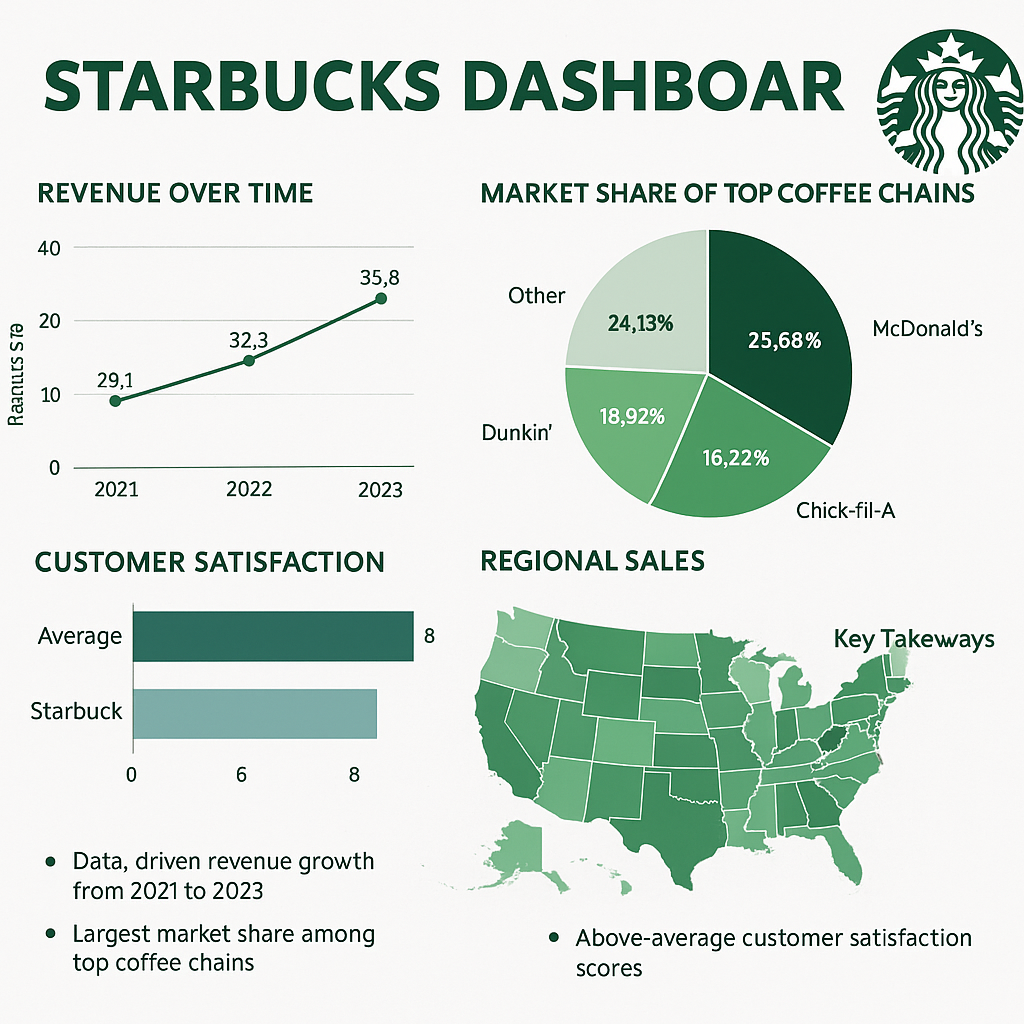 STARBUCKS DASHBOAR
REVENUE OVER TIME
40
20
10
0
29,1
32,3
35,8
2021
2022
2023
MARKET SHARE OF TOP COFFEE CHAINS
Other
24,13%
25,68%
McDonald's
Dunkin'
18,92%
16,22%
Chick-fil-A
CUSTOMER SATISFACTION
Average
8
Starbuck
0
6
8
REGIONAL SALES
Key Takeways
• Data, driven revenue growth
from 2021 to 2023
• Largest market share among
top coffee chains
• Above-average customer satisfaction
scores